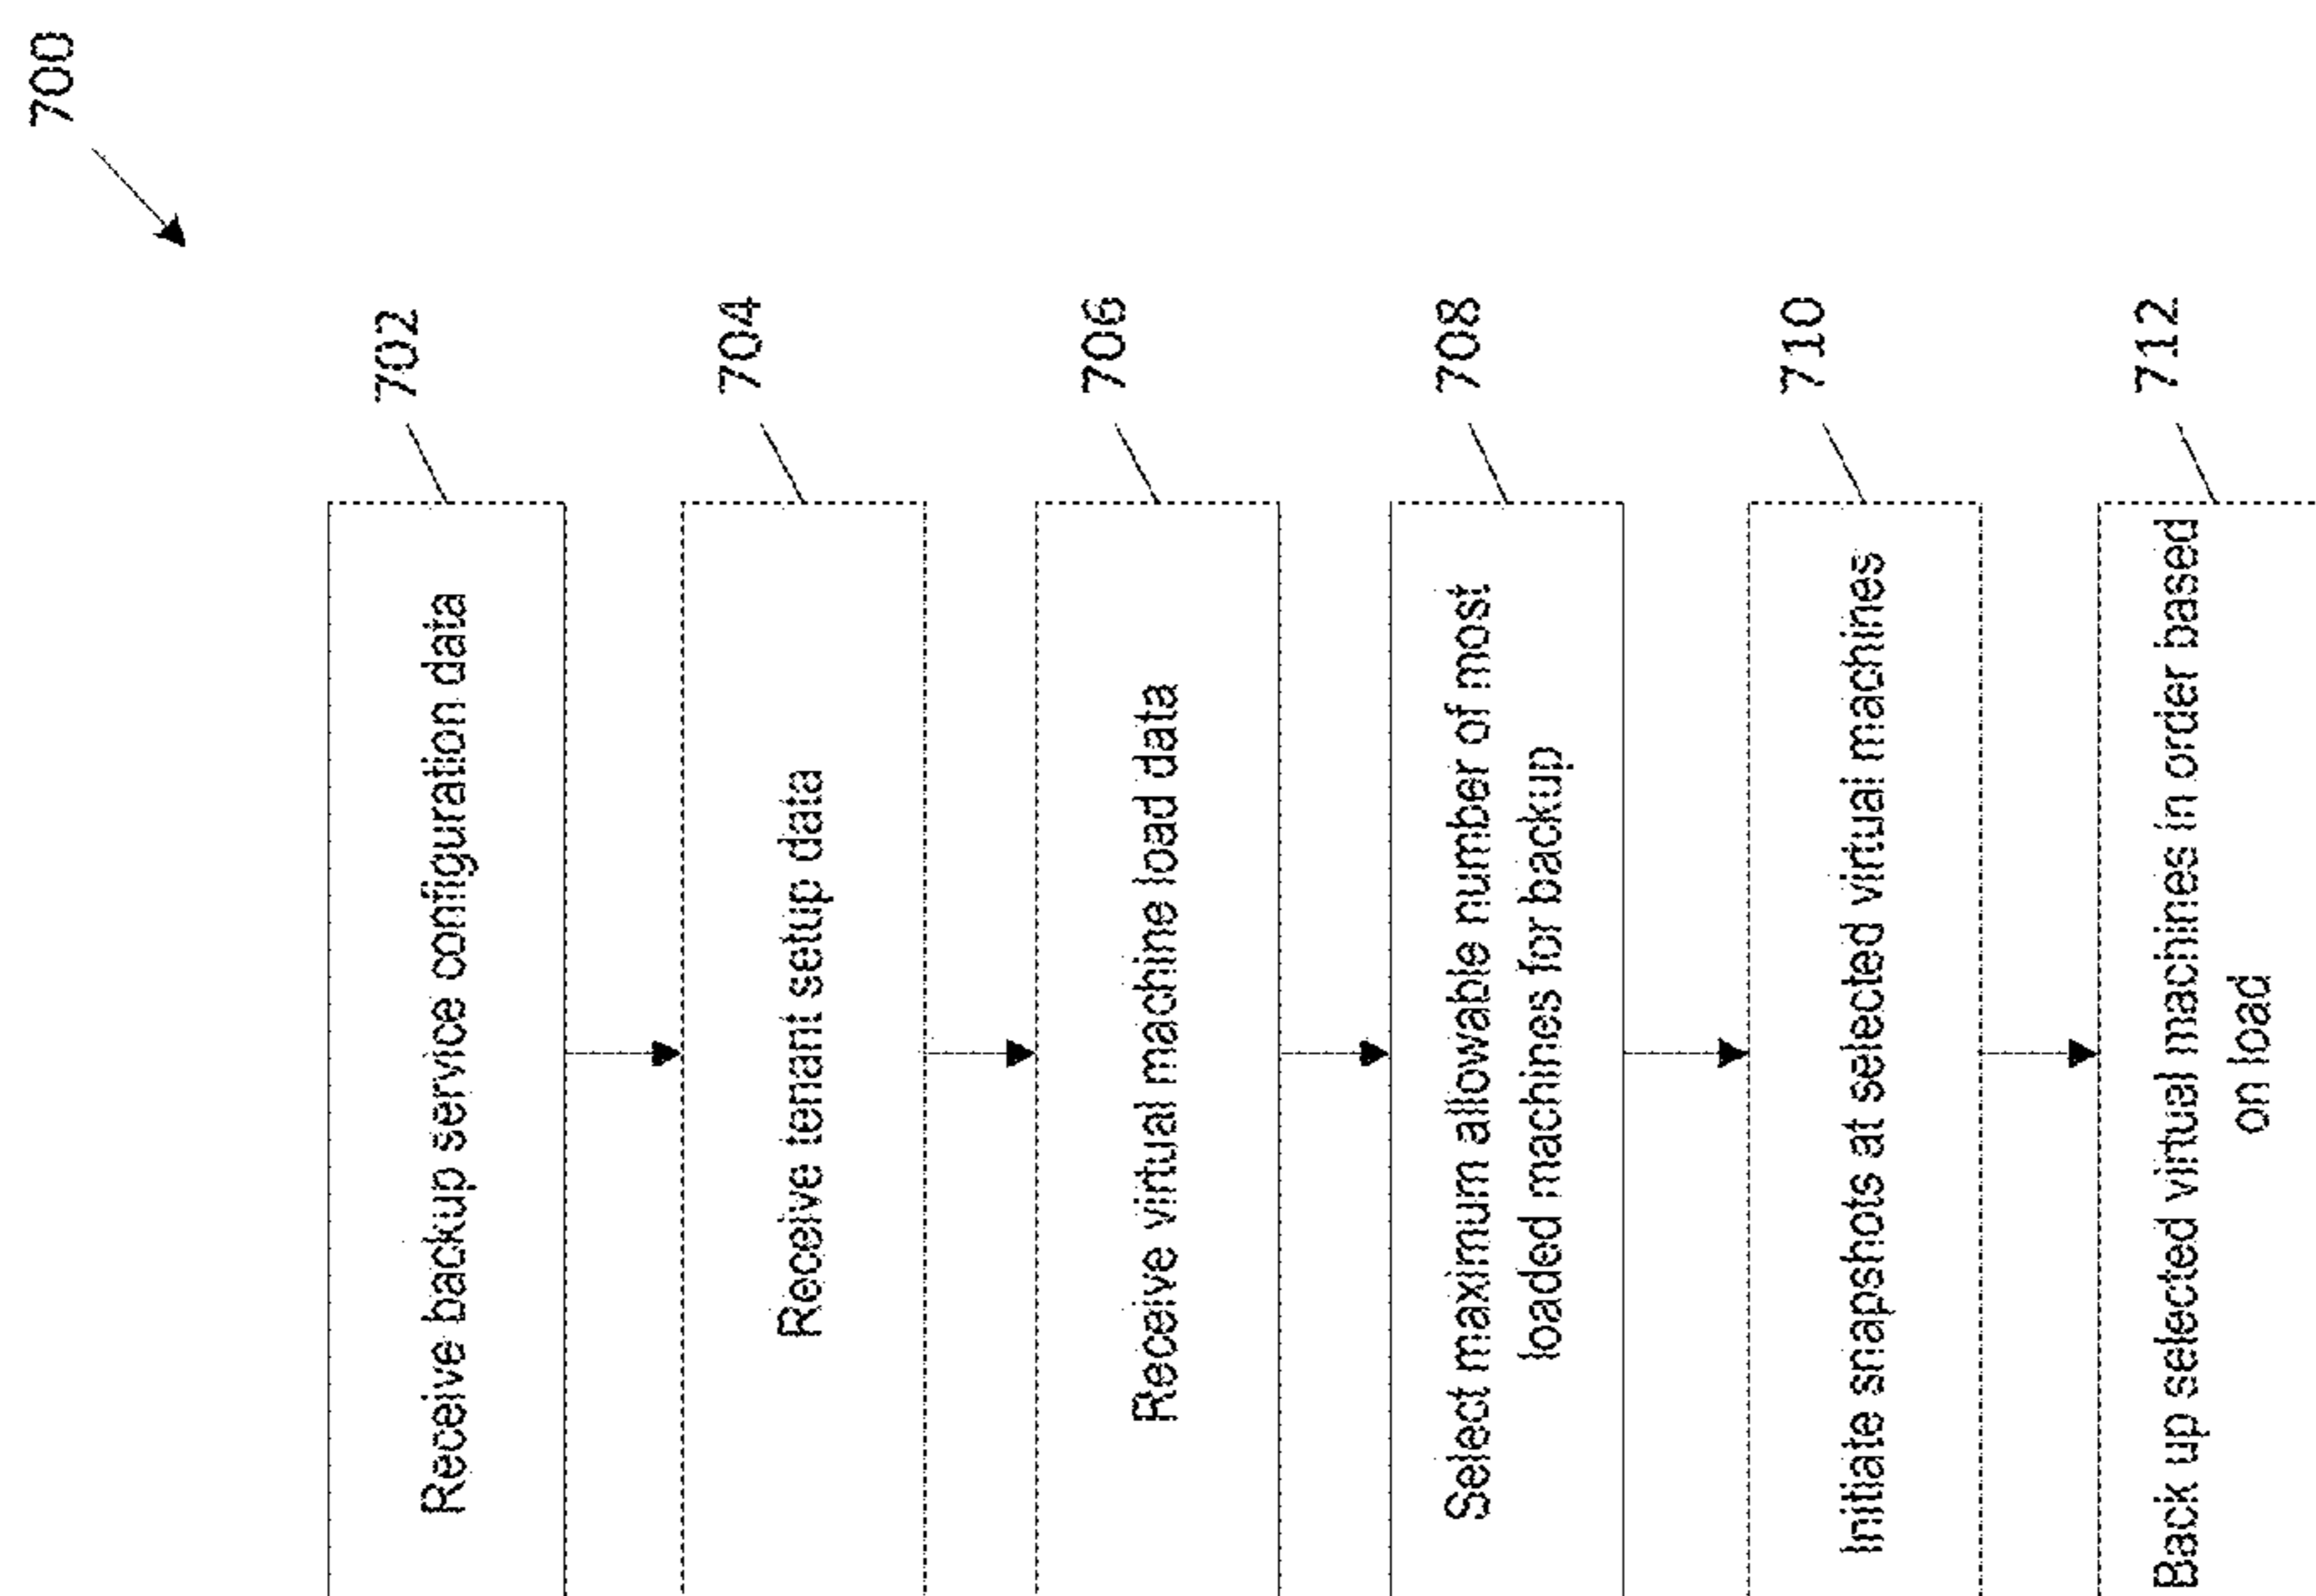 700
702
Receive backup service configuration data
704
Receive tenant setup data
706
Receive virtual machine load data
708
Select maximum allowable number of most
loaded machines for backup
710
Initiate snapshots at selected virtual machines
712
Back up selected virtual machines in order based
on load